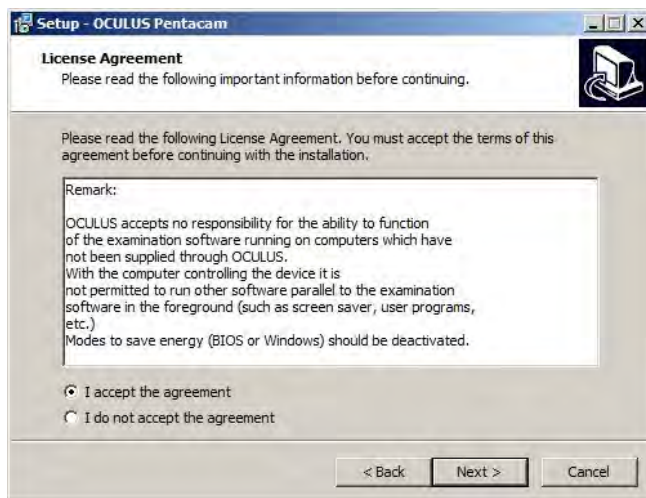 Setup - OCULUS Pentacam
License Agreement
Please read the following important information before continuing.
Please read the following License Agreement. You must accept the terms of this
agreement before continuing with the installation.
Remark:
OCULUS accepts no responsibility for the ability to function
of the examination software running on computers which have
not been supplied through OCULUS.
With the computer controlling the device it is
not permitted to run other software parallel to the examination
software in the foreground (such as screen saver, user programs,
etc.)
Modes to save energy (BIOS or Windows) should be deactivated.
I accept the agreement
I do not accept the agreement
< Back Next > Cancel